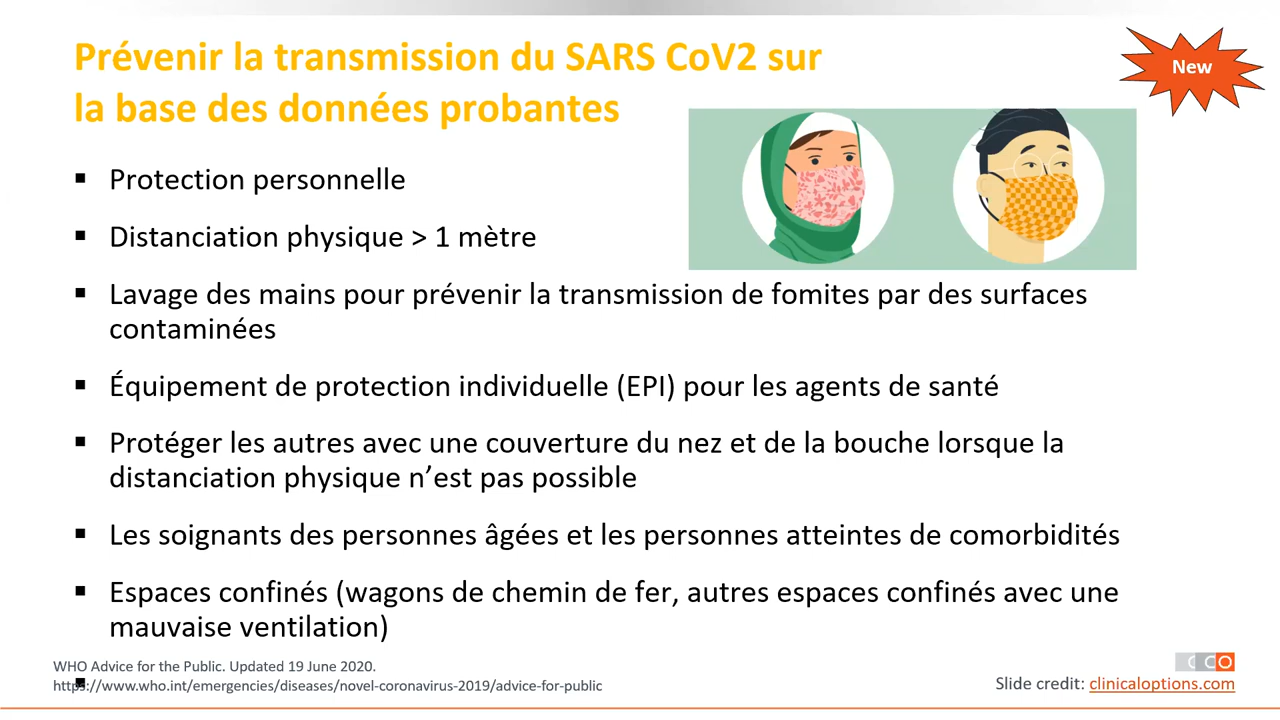 Prévenir la transmission du SARS CoV2 sur
la base des données probantes
New
▪ Protection personnelle
▪ Distanciation physique > 1 mètre
▪ Lavage des mains pour prévenir la transmission de fomites par des surfaces
contaminées
▪ Équipement de protection individuelle (EPI) pour les agents de santé
▪ Protéger les autres avec une couverture du nez et de la bouche lorsque la
distanciation physique n’est pas possible
▪ Les soignants des personnes âgées et les personnes atteintes de comorbidités
▪ Espaces confinés (wagons de chemin de fer, autres espaces confinés avec une
mauvaise ventilation)
WHO Advice for the Public. Updated 19 June 2020.
https://www.who.int/emergencies/diseases/novel-coronavirus-2019/advice-for-public
CCO
Slide credit: clinicaloptions.com